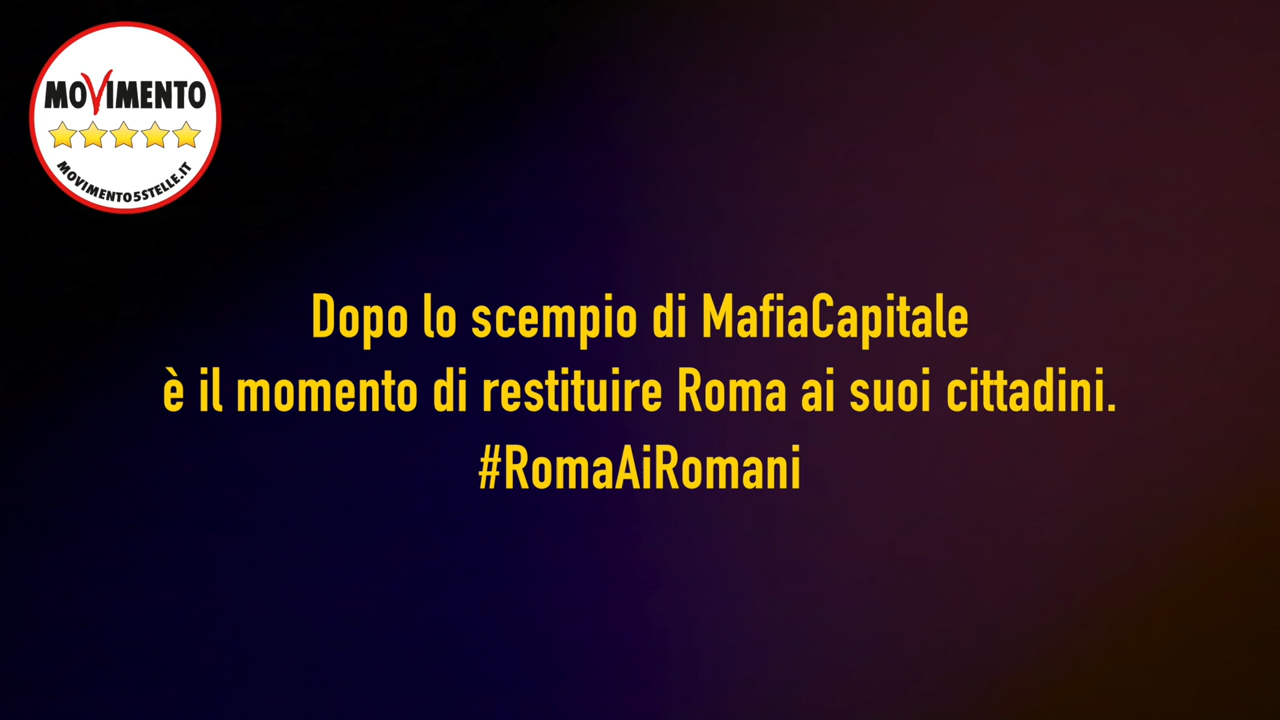 MOVIMENTO
MOVIMENTO5STELLE.IT
Dopo lo scempio di MafiaCapitale
è il momento di restituire Roma ai suoi cittadini.
#RomaAiRomani